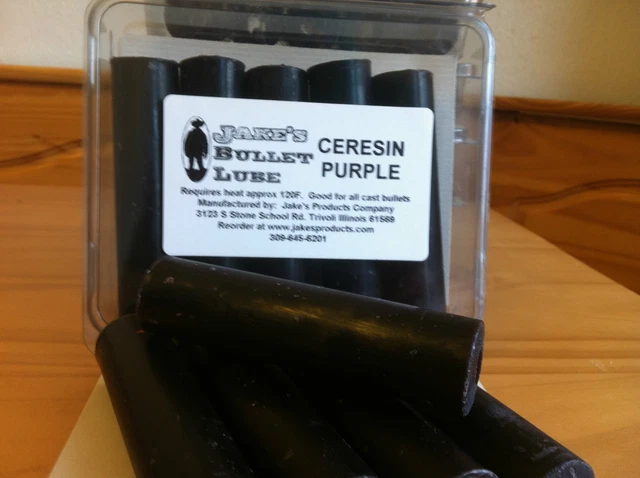 JAKE'S
BULLET
LUBE
CERESIN
PURPLE
Requires heat approx 120F. Good for all cast bullets
Manufactured by: Jake's Products Company
3123 S Stone School Rd. Trivoli Illinois 61569
Reorder at www.jakesproducts.com
309-645-6201